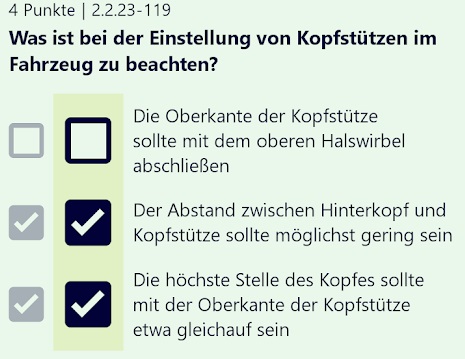 4 Punkte | 2.2.23-119
Was ist bei der Einstellung von Kopfstützen im
Fahrzeug zu beachten?
Die Oberkante der Kopfstütze
sollte mit dem oberen Halswirbel
abschließen
Der Abstand zwischen Hinterkopf und
Kopfstütze sollte möglichst gering sein
Die höchste Stelle des Kopfes sollte
mit der Oberkante der Kopfstütze
etwa gleichauf sein